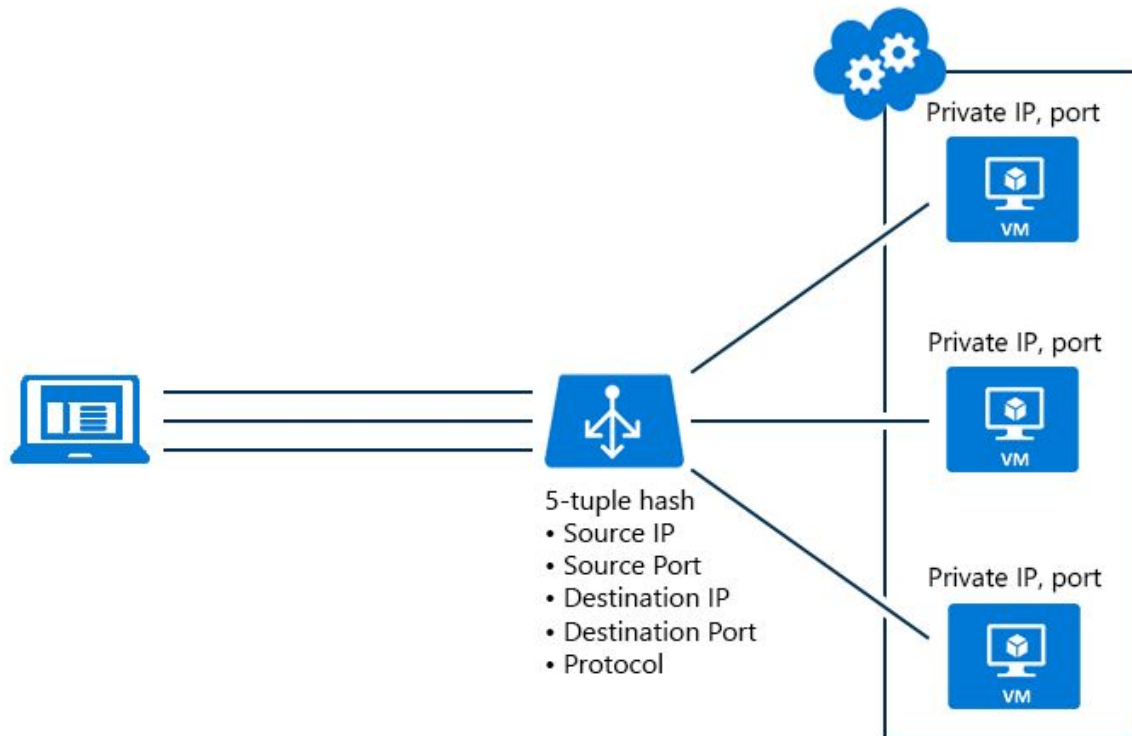 Private IP, port
VM
Private IP, port
VM
5-tuple hash
• Source IP
• Source Port
• Destination IP
• Destination Port
• Protocol
Private IP, port
VM